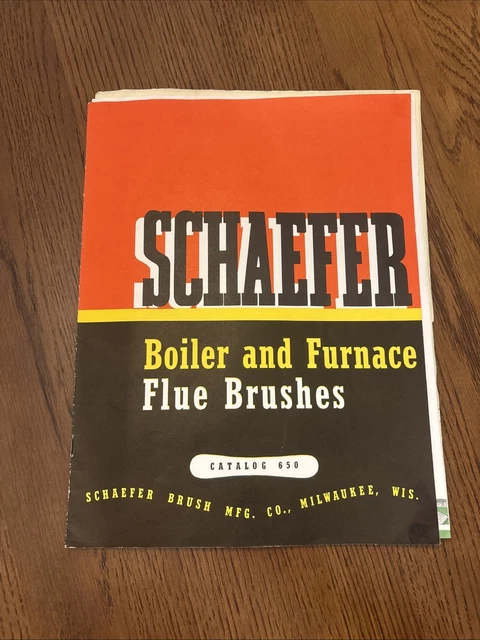 SCHAEFER
Boiler and Furnace
Flue Brushes
CATALOG 650
SCHAEFER BRUSH MFG. CO., MILWAUKEE, WIS.